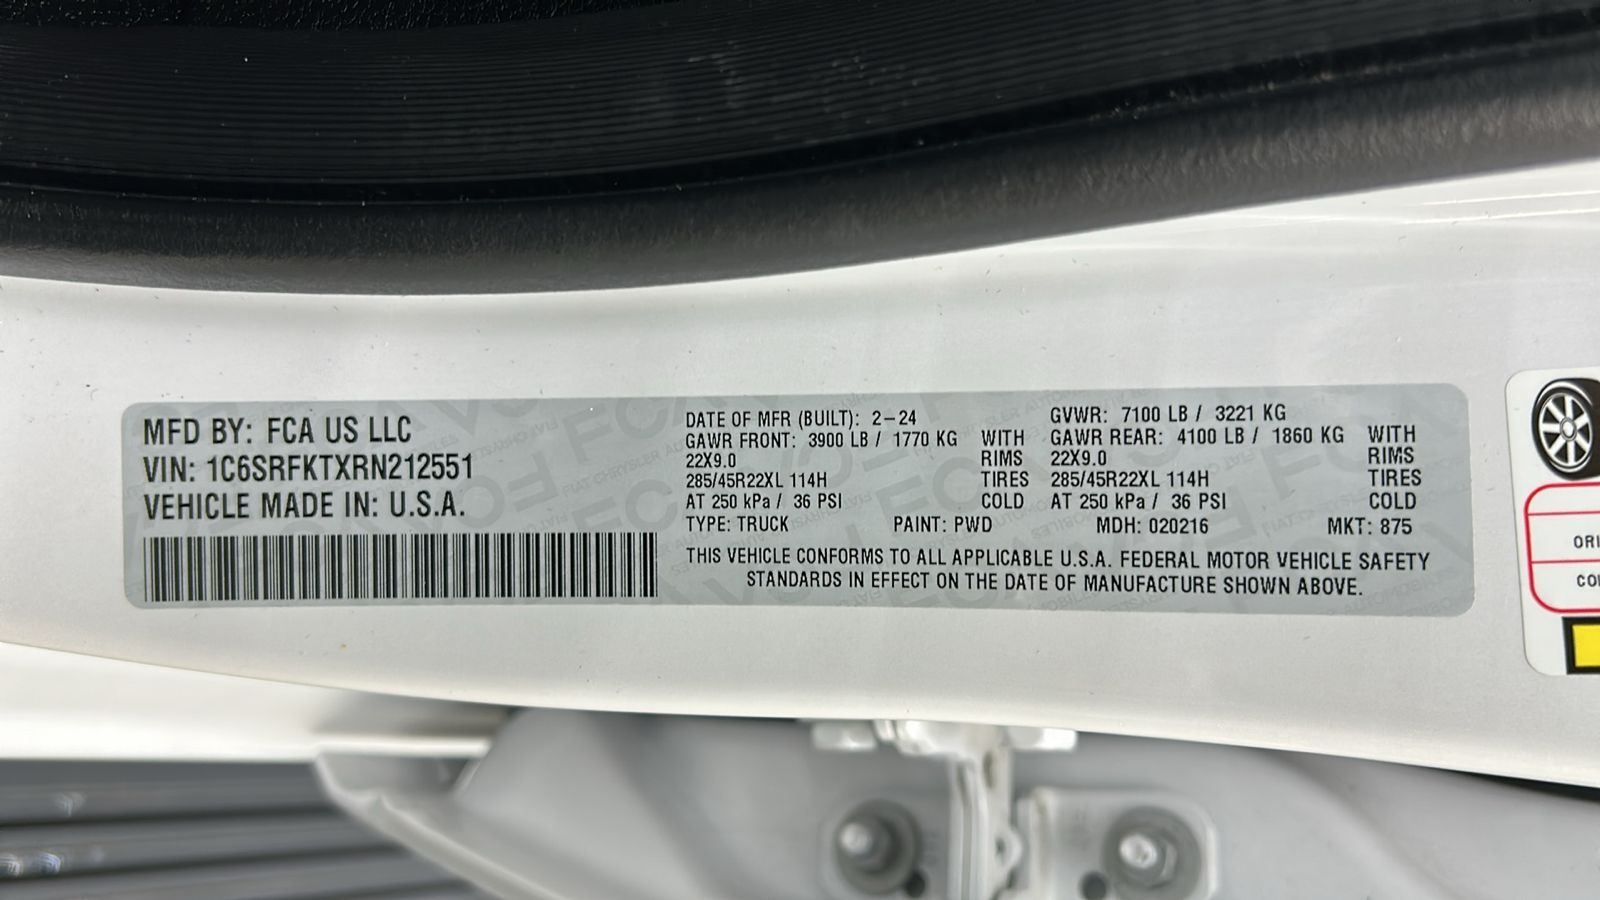 MFD BY: FCA US LLC
VIN: 1C6SRFKTXRN212551
VEHICLE MADE IN: U.S.A.
DATE OF MFR (BUILT): 2-24 GVWR: 7100 LB / 3221 KG
GAWR FRONT: 3900 LB / 1770 KG WITH GAWR REAR: 4100 LB / 1860 KG WITH
22X9.0 RIMS 22X9.0 RIMS
285/45R22XL 114H TIRES 285/45R22XL 114H TIRES
AT 250 kPa / 36 PSI COLD AT 250 kPa / 36 PSI COLD
TYPE: TRUCK PAINT: PWD MDH: 020216 MKT: 875
THIS VEHICLE CONFORMS TO ALL APPLICABLE U.S.A. FEDERAL MOTOR VEHICLE SAFETY
STANDARDS IN EFFECT ON THE DATE OF MANUFACTURE SHOWN ABOVE.